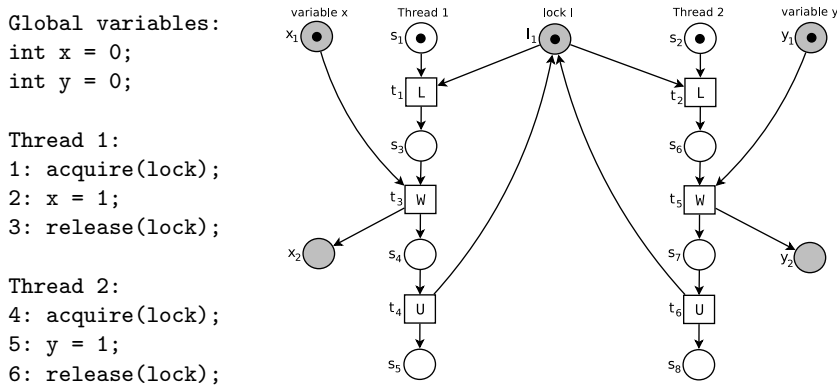 Global variables:
int x = 0;
int y = 0;
Thread 1:
1: acquire(lock);
2: x = 1;
3: release(lock);
Thread 2:
4: acquire(lock);
5: y = 1;
6: release(lock);
variable x Thread 1 lock l Thread 2 variable y
x₁ s₁ l₁ s₂ y₁
t₁ L t₂ L
s₃ s₆
t₃ W t₅ W
x₂ s₄ s₇ y₂
t₄ U t₆ U
s₅ s₈